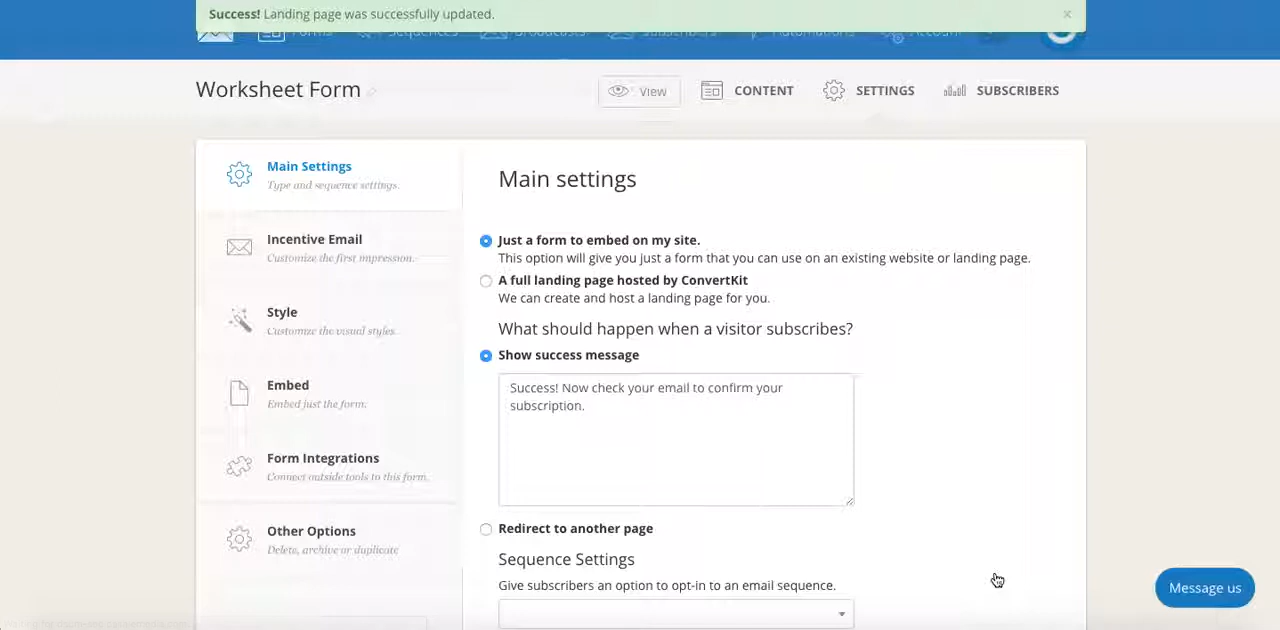 Success! Landing page was successfully updated.
×
Forms Sequences Broadcasts Subscribers Automations Account
Worksheet Form
View
CONTENT
SETTINGS
SUBSCRIBERS
Main Settings
Type and sequence settings.
Incentive Email
Customize the first impression.
Style
Customize the visual styles.
Embed
Embed just the form.
Form Integrations
Connect outside tools to this form.
Other Options
Delete, archive or duplicate
Main settings
Just a form to embed on my site.
This option will give you just a form that you can use on an existing website or landing page.
A full landing page hosted by ConvertKit
We can create and host a landing page for you.
What should happen when a visitor subscribes?
Show success message
Success! Now check your email to confirm your
subscription.
Redirect to another page
Sequence Settings
Give subscribers an option to opt-in to an email sequence.
Message us